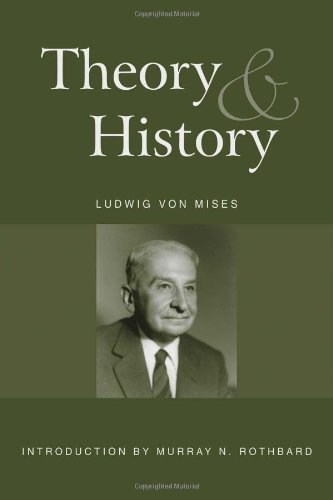 Theory &
History
LUDWIG VON MISES
INTRODUCTION BY MURRAY N. ROTHBARD